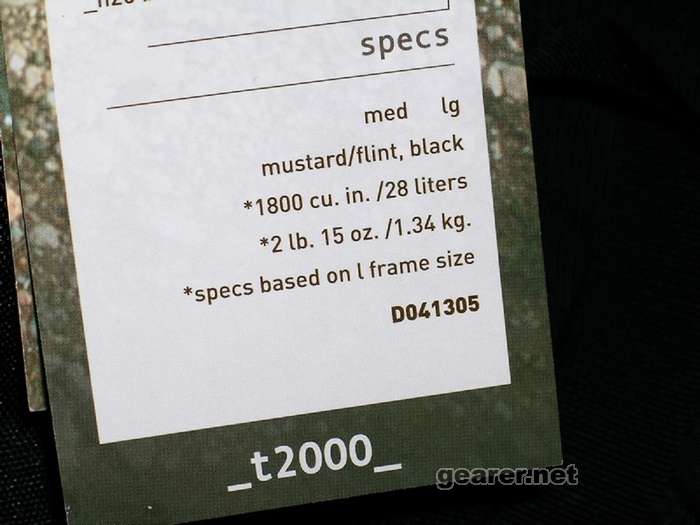 specs
med lg
mustard/flint, black
*1800 cu. in. /28 liters
*2 lb. 15 oz. /1.34 kg.
*specs based on l frame size
D041305
_t2000_
gearer.net